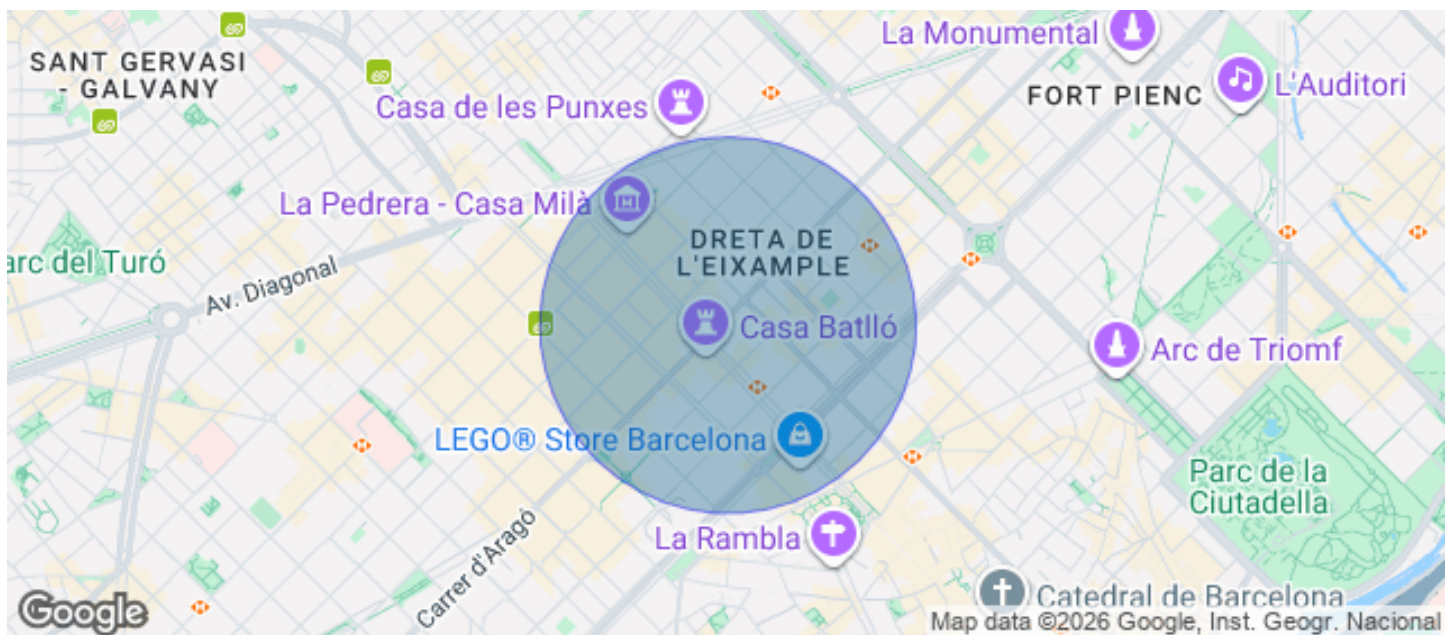 La Monumental
SANT GERVASI
- GALVANY
L'Auditori
FORT PIENC
Casa de les Punxes
La Pedrera - Casa Milà
DRETA DE
L'EIXAMPLE
arc del Turó
Av. Diagonal
Casa Batlló
Arc de Triomf
LEGO® Store Barcelona
Parc de la
Ciutadella
La Rambla
Carrer d'Aragó
Catedral de Barcelona
Google
Map data ©2026 Google, Inst. Geogr. Nacional